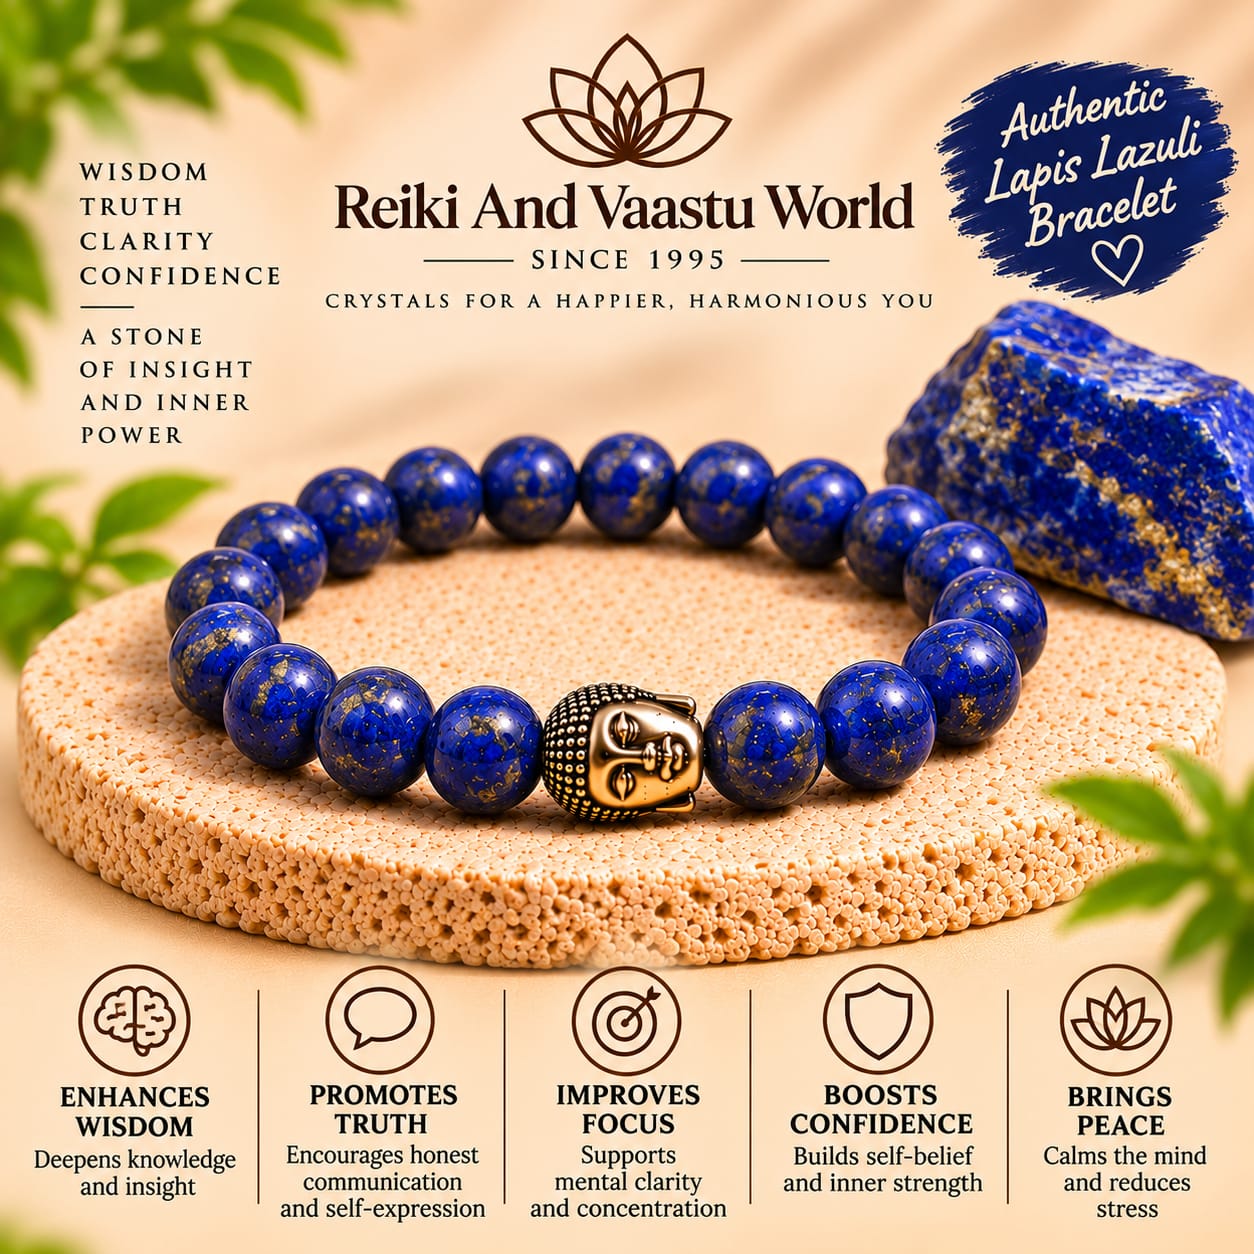 Reiki And Vaastu World
SINCE 1995
CRYSTALS FOR A HAPPIER, HARMONIOUS YOU
Authentic
Lapis Lazuli
Bracelet
WISDOM
TRUTH
CLARITY
CONFIDENCE
A STONE
OF INSIGHT
AND INNER
POWER
ENHANCES
WISDOM
Deepens knowledge
and insight
PROMOTES
TRUTH
Encourages honest
communication
and self-expression
IMPROVES
FOCUS
Supports
mental clarity
and concentration
BOOSTS
CONFIDENCE
Builds self-belief
and inner strength
BRINGS
PEACE
Calms the mind
and reduces
stress